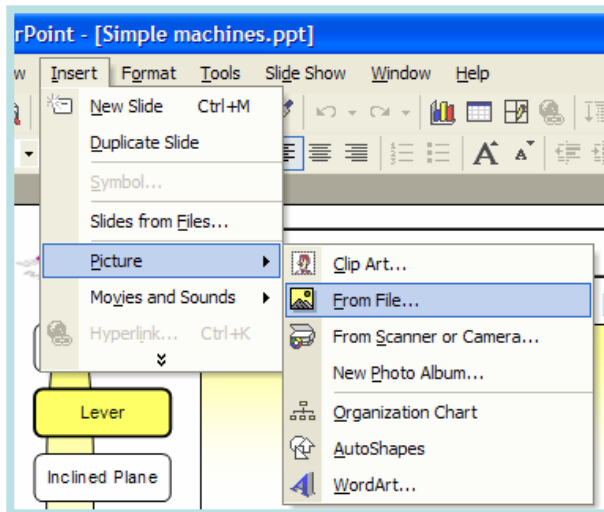 rPoint - [Simple machines.ppt]
w Insert Format Tools Slide Show Window Help
New Slide Ctrl+M
Duplicate Slide
Symbol...
Slides from Files...
Picture
Movies and Sounds
Hyperlink... Ctrl+K
Clip Art...
From File...
From Scanner or Camera...
New Photo Album...
Organization Chart
AutoShapes
WordArt...
Lever
Inclined Plane